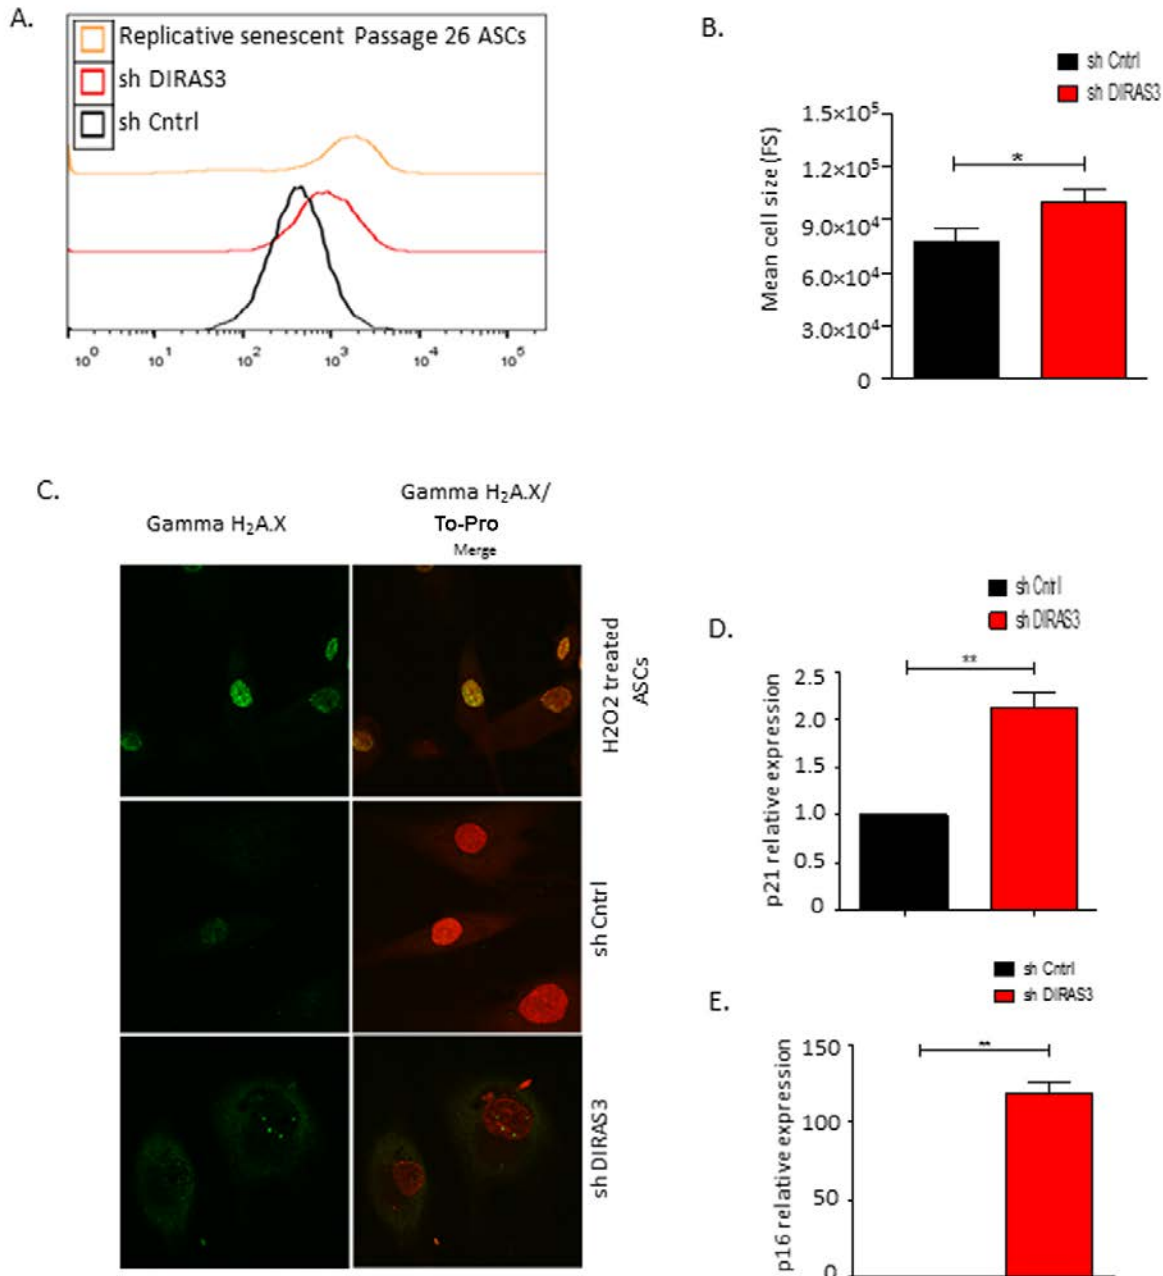 A.
Replicative senescent Passage 26 ASCs
sh DIRAS3
sh Cntrl
10⁰ 10¹ 10² 10³ 10⁻⁴ 10⁵
B.
sh Cntrl
sh DIRAS3
Mean cell size (FS)
1.5×10⁵
1.2×10⁵
9.0×10⁴
6.0×10⁴
3.0×10⁴
0
*
C.
Gamma H₂A.X
Gamma H₂A.X/
To-Pro
Merge
H2O2 treated
ASCs
sh Cntrl
sh DIRAS3
D.
sh Cntrl
sh DIRAS3
p21 relative expression
2.5
2.0
1.5
1.0
0.5
0
**
E.
sh Cntrl
sh DIRAS3
p16 relative expression
150
100
50
0
**